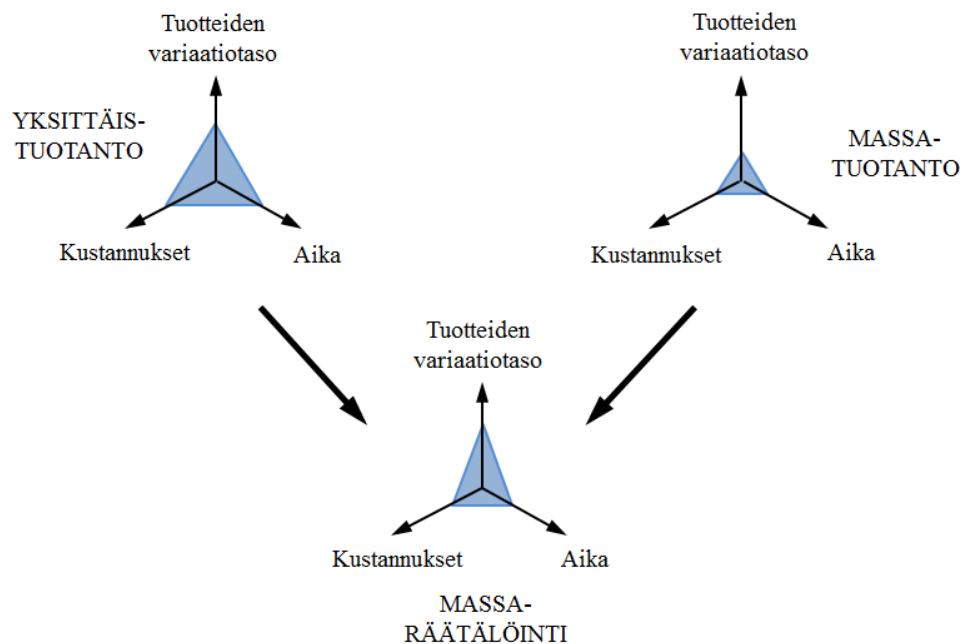 Tuotteiden
variaatiotaso
YKSITTÄIS-
TUOTANTO
Kustannukset
Aika
Tuotteiden
variaatiotaso
MASSA-
TUOTANTO
Kustannukset
Aika
Tuotteiden
variaatiotaso
Kustannukset
Aika
MASSA-
RÄÄTÄLÖINTI